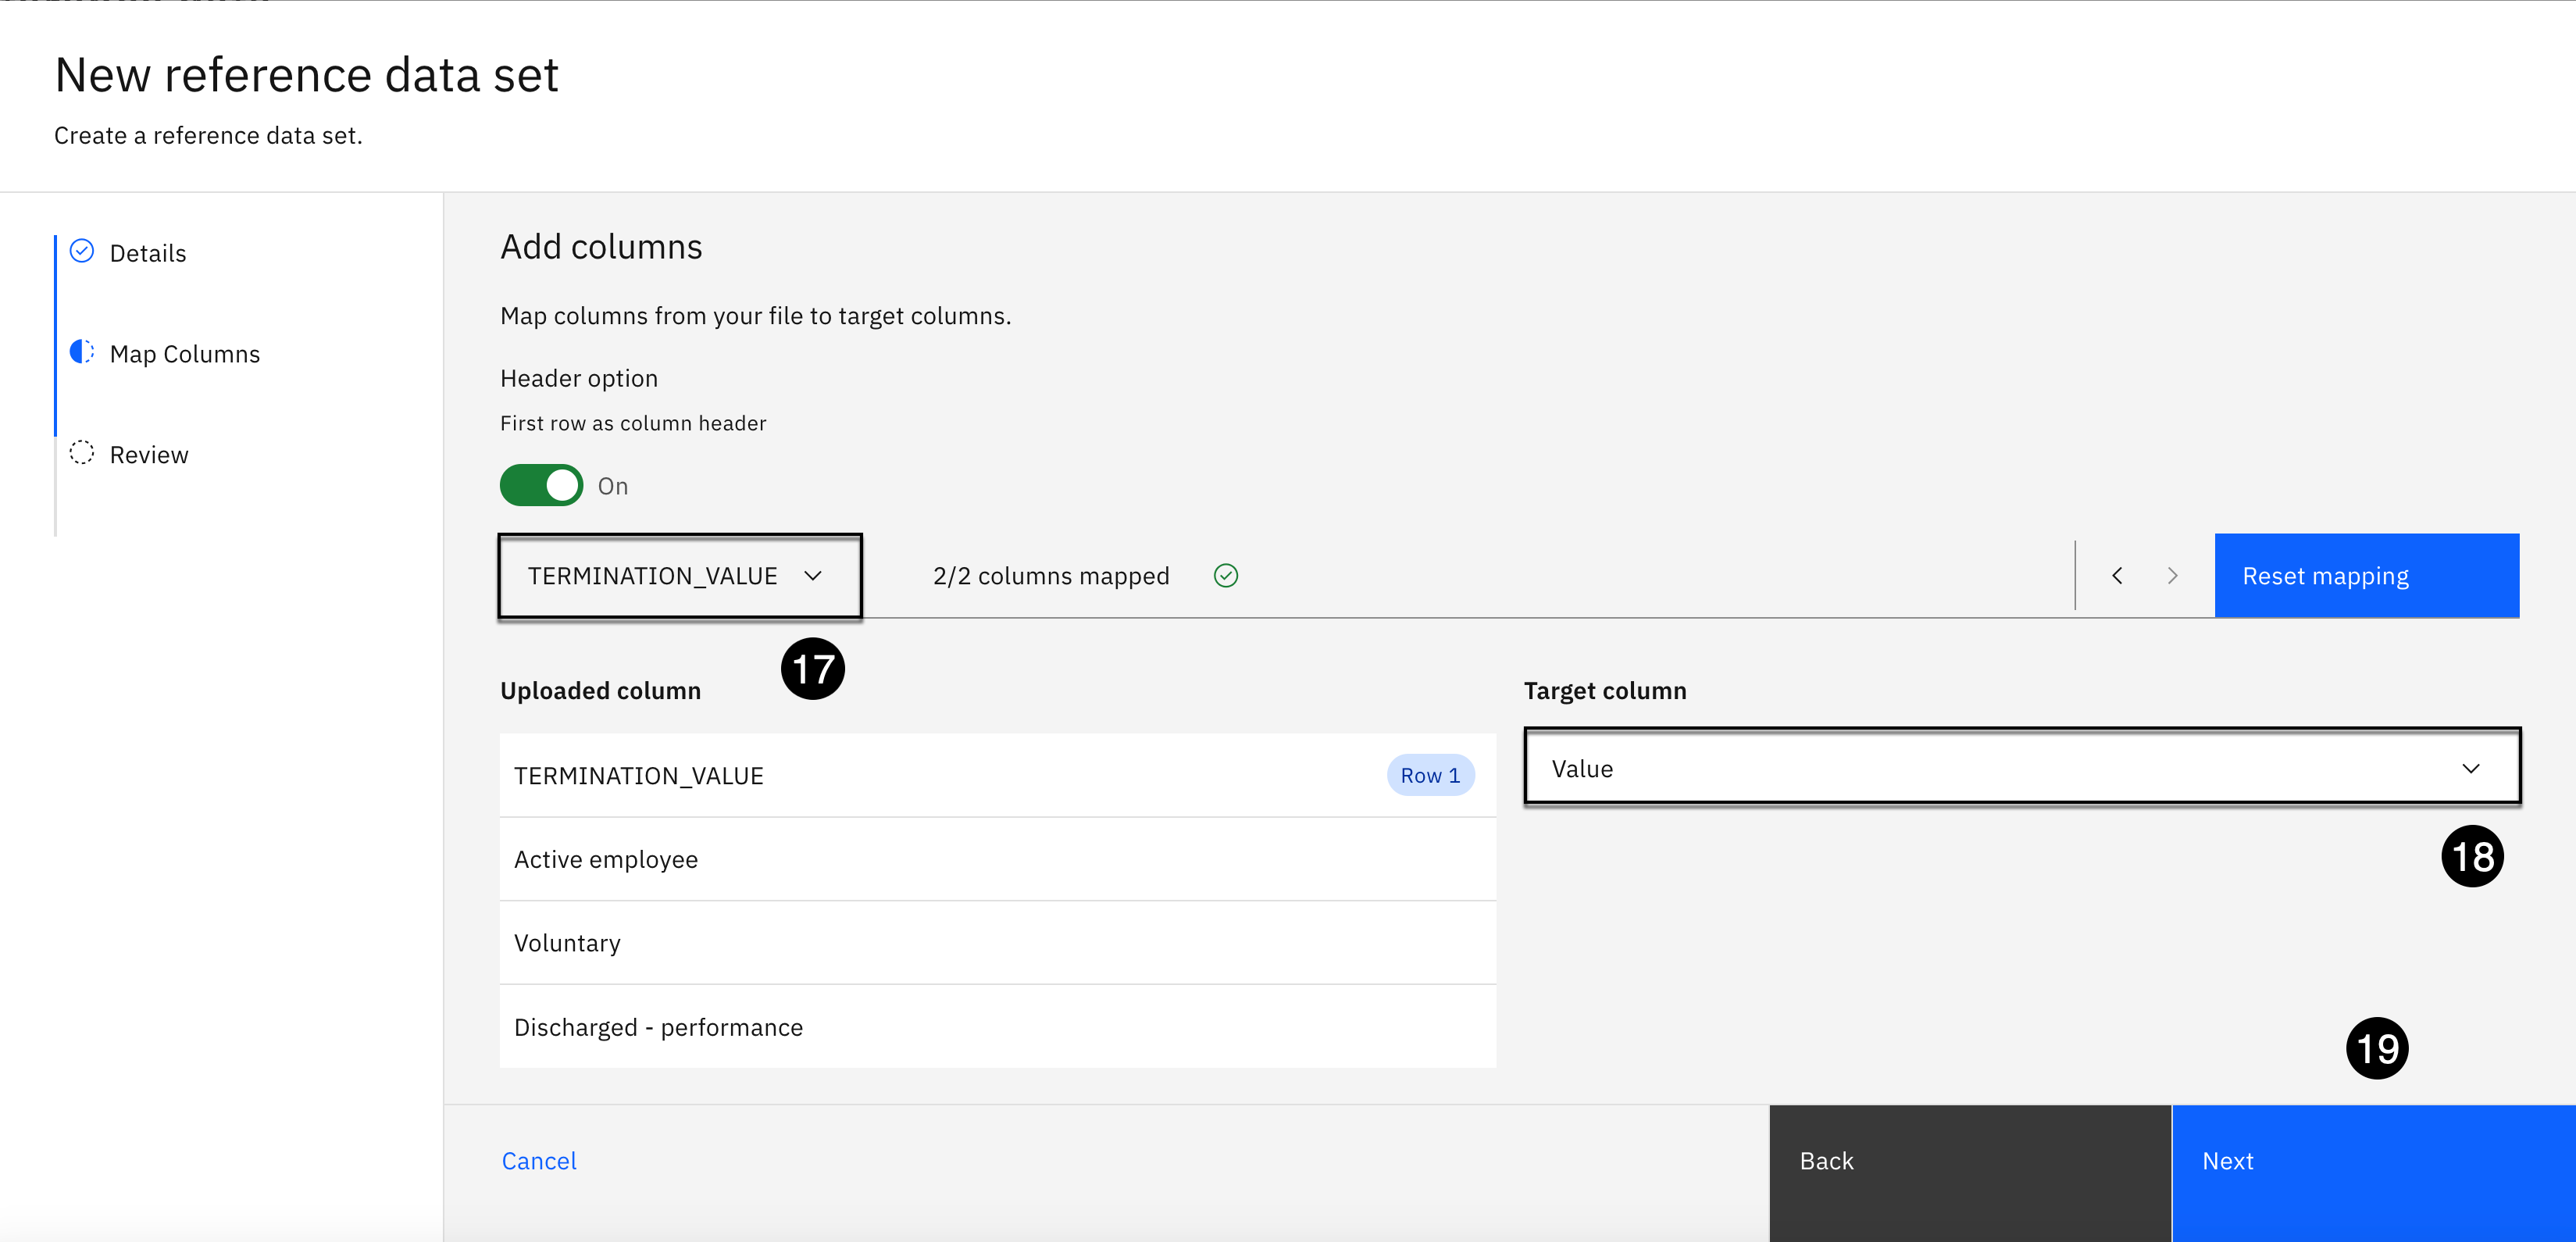 New reference data set
Create a reference data set.
Details
Map Columns
Review
Add columns
Map columns from your file to target columns.
Header option
First row as column header
On
TERMINATION_VALUE
2/2 columns mapped
Reset mapping
17
Uploaded column
Target column
TERMINATION_VALUE
Row 1
Value
18
Active employee
Voluntary
Discharged - performance
19
Cancel
Back
Next